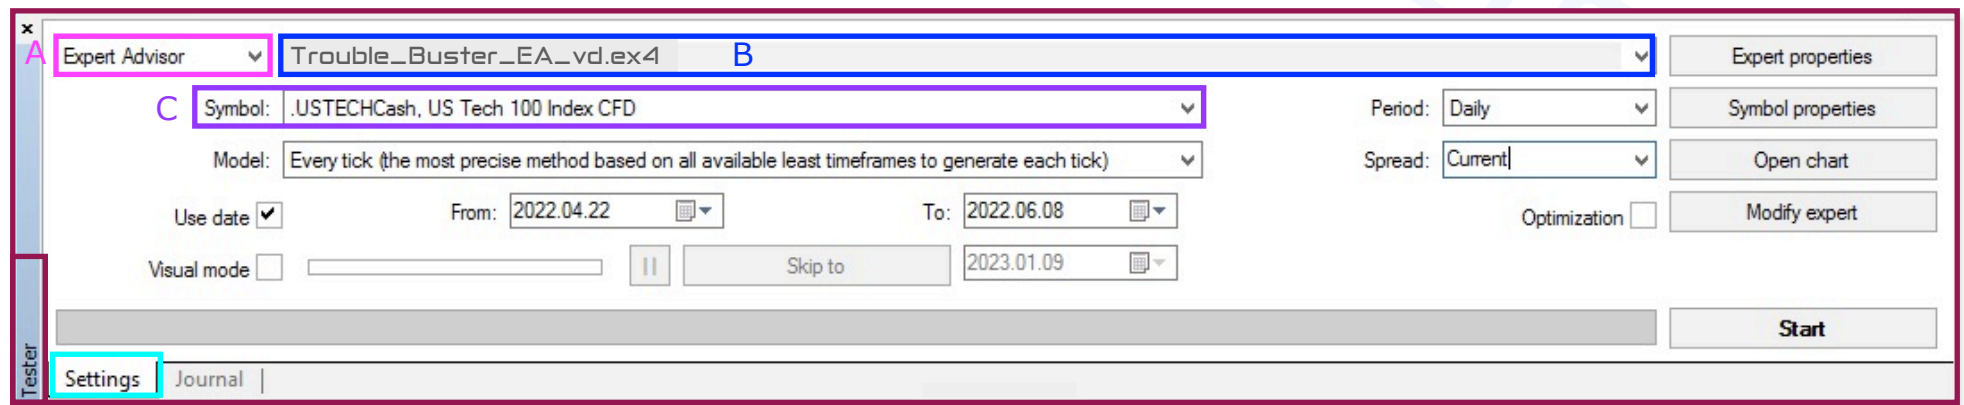 x
A Expert Advisor Trouble_Buster_EA_vd.ex4 B Expert properties
C Symbol: .USTECHCash, US Tech 100 Index CFD Period: Daily Symbol properties
Model: Every tick (the most precise method based on all available least timeframes to generate each tick) Spread: Current Open chart
Use date From: 2022.04.22 To: 2022.06.08 Optimization Modify expert
Visual mode Skip to 2023.01.09
Start
Tester
Settings Journal